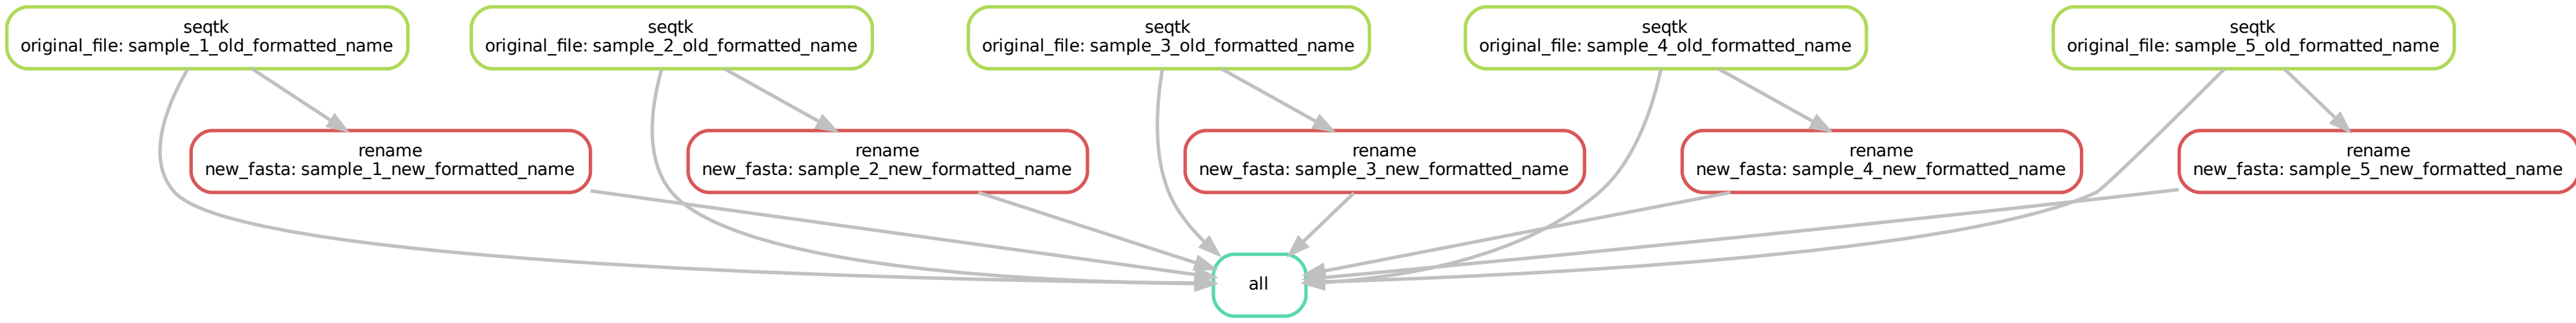 seqtk
original_file: sample_1_old_formatted_name
seqtk
original_file: sample_2_old_formatted_name
seqtk
original_file: sample_3_old_formatted_name
seqtk
original_file: sample_4_old_formatted_name
seqtk
original_file: sample_5_old_formatted_name
rename
new_fasta: sample_1_new_formatted_name
rename
new_fasta: sample_2_new_formatted_name
rename
new_fasta: sample_3_new_formatted_name
rename
new_fasta: sample_4_new_formatted_name
rename
new_fasta: sample_5_new_formatted_name
all